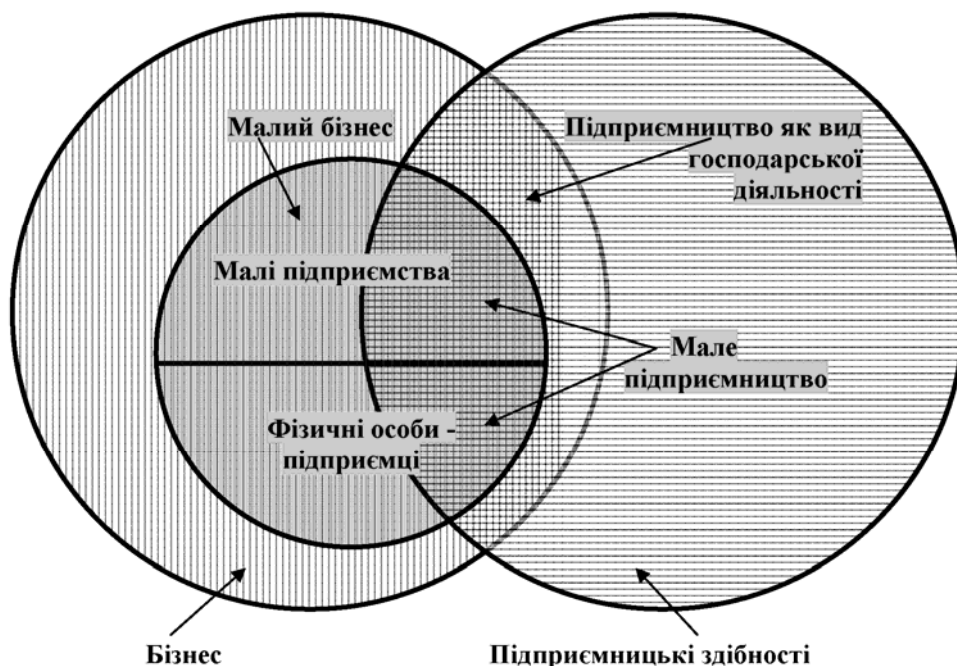 Малий бізнес
Підприємництво як вид
господарської
діяльності
Малі підприємства
Мале
підприємництво
Фізичні особи -
підприємці
Бізнес
Підприємницькі здібності